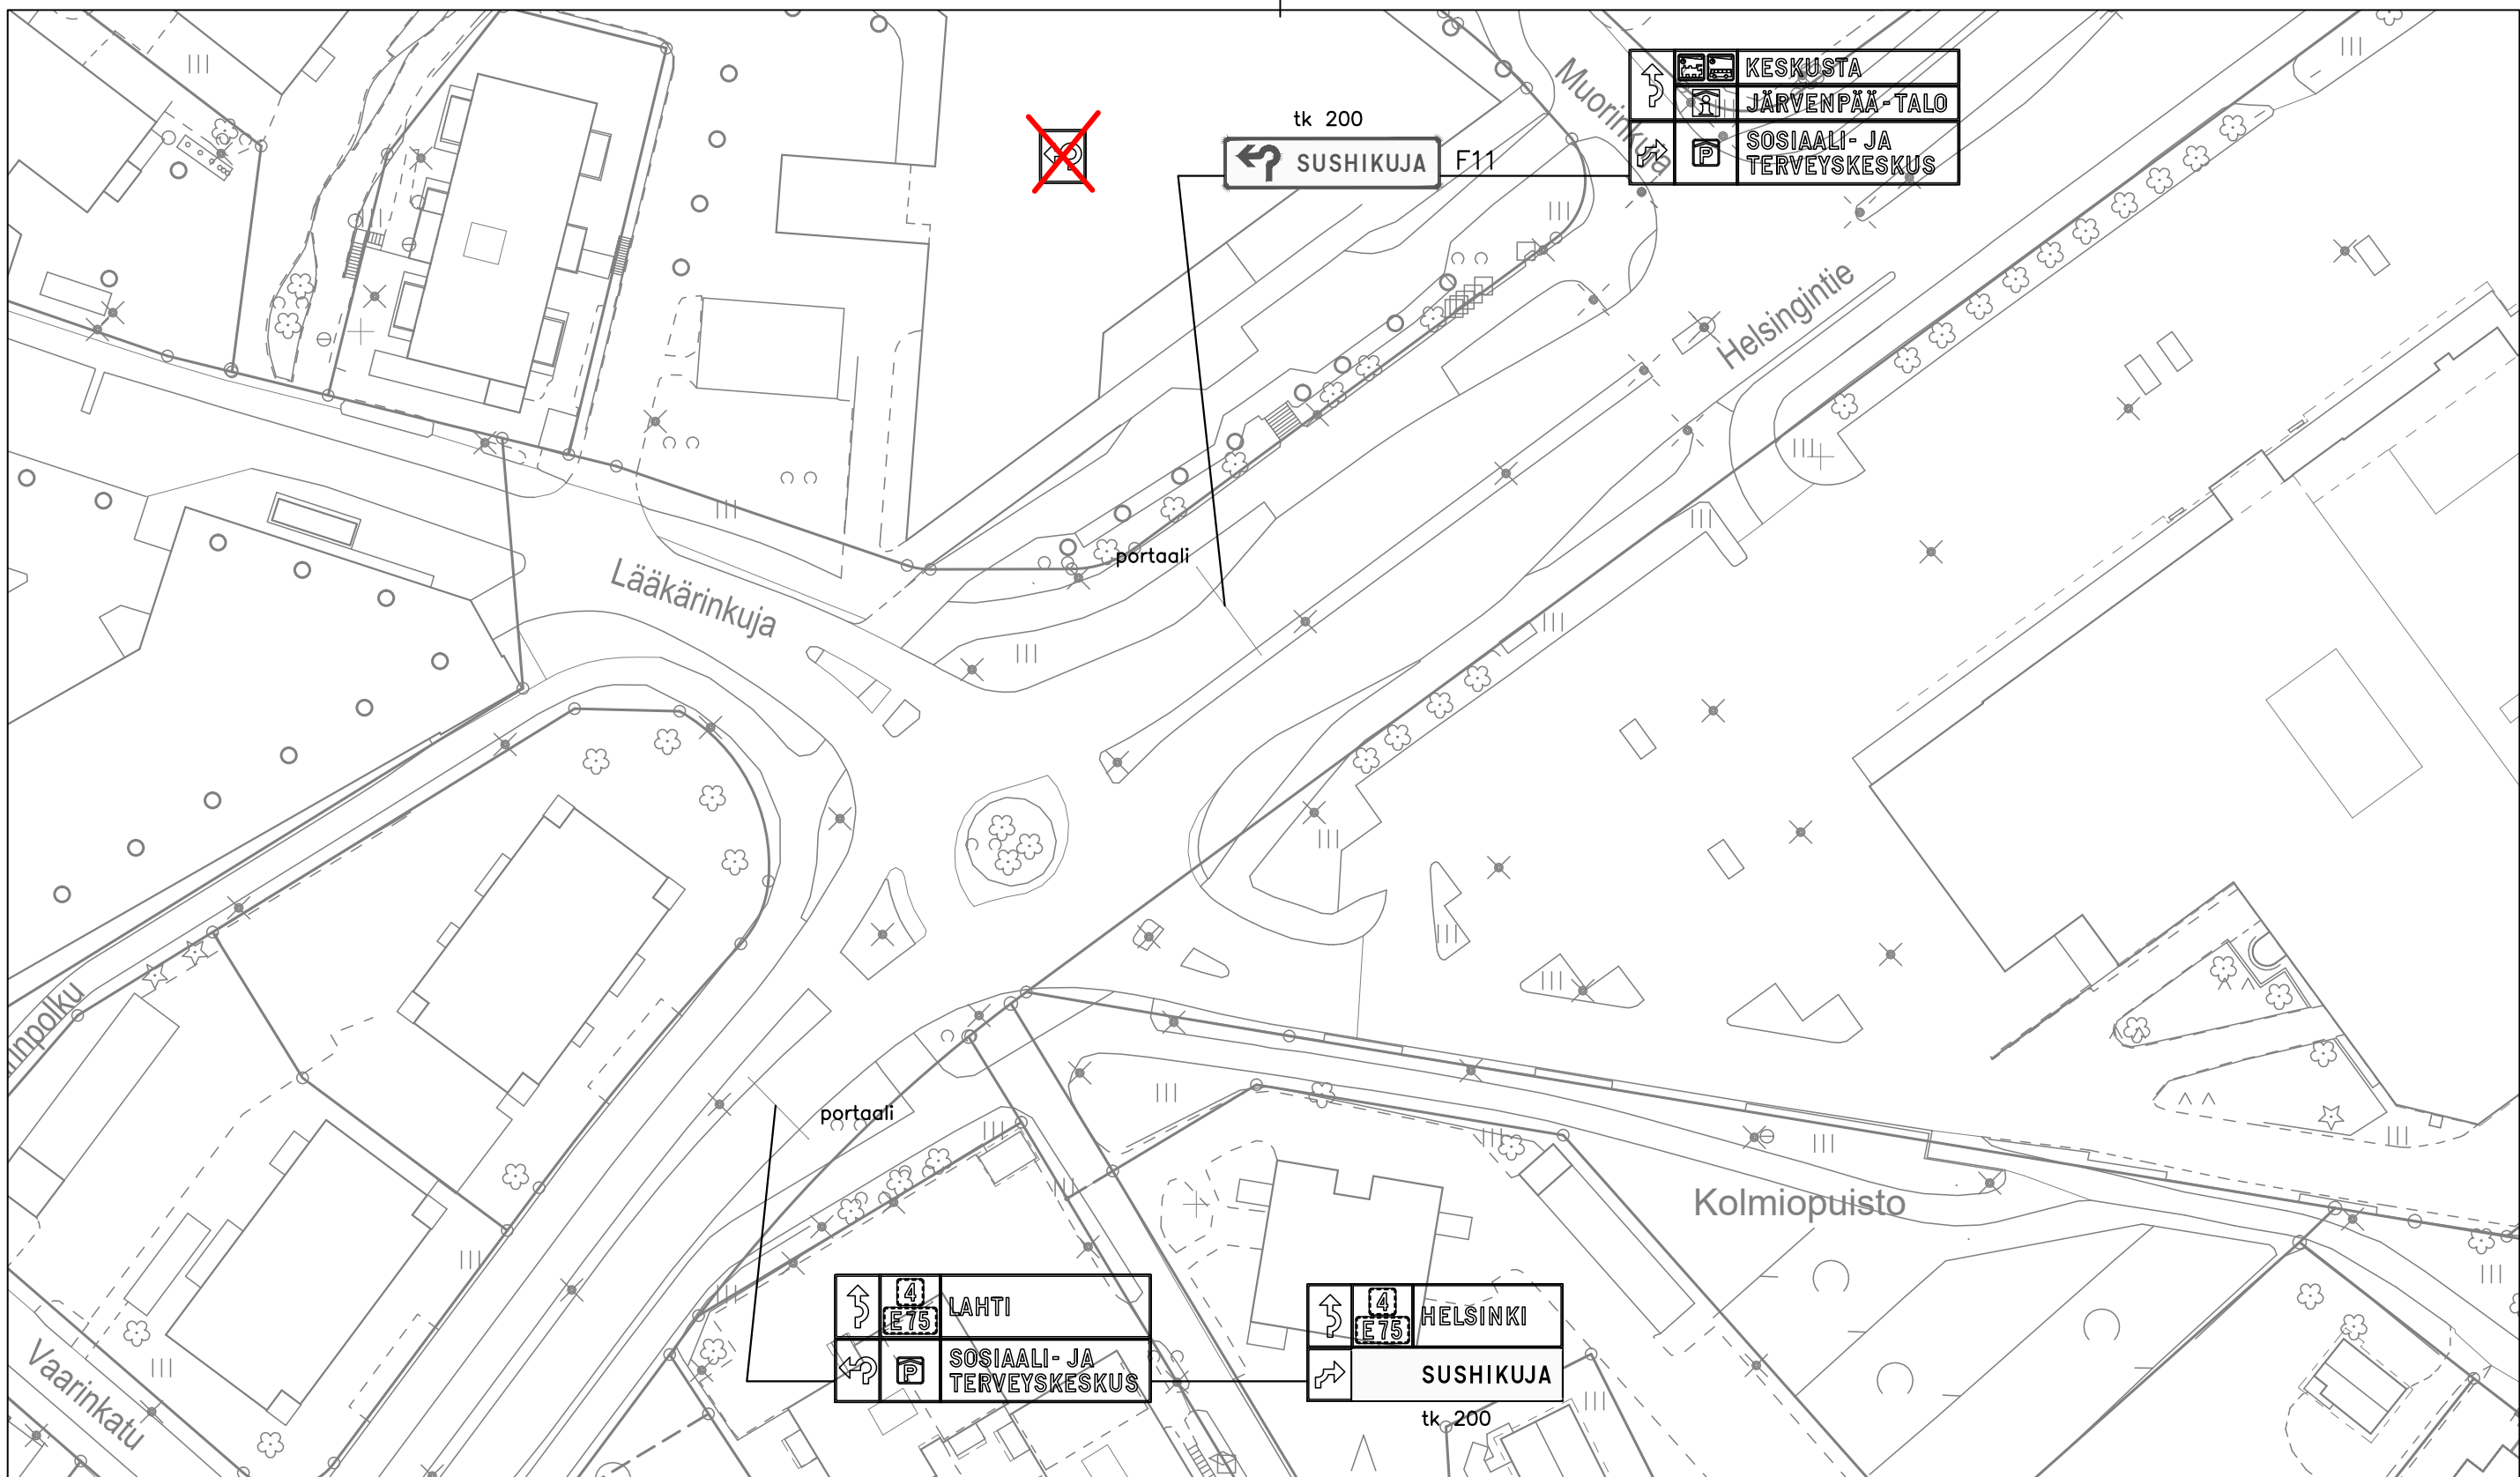 Muorinkuja
KESKUSTA
JÄRVENPÄÄ-TALO
P
SOSIAALI- JA
TERVEYSKESKUS
tk 200
SUSHIKUJA
F11
Helsingintie
portaali
Lääkärinkuja
inpolku
portaali
Kolmiopuisto
Vaarinkatu
4
E75
LAHTI
P
SOSIAALI- JA
TERVEYSKESKUS
4
E75
HELSINKI
SUSHIKUJA
tk 200